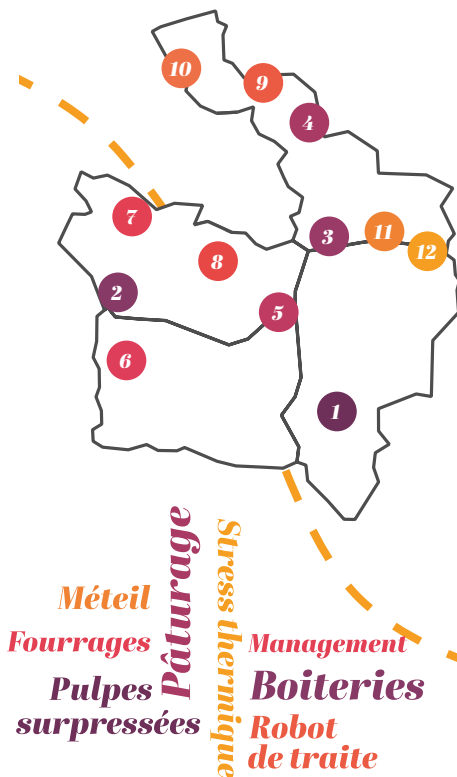 10
9
4
7
3
11
12
8
2
5
6
1
Méteil
Pâturage
Stress thermique
Fourrages
Management
Pulpes
surpressées
Boiteries
Robot
de traite